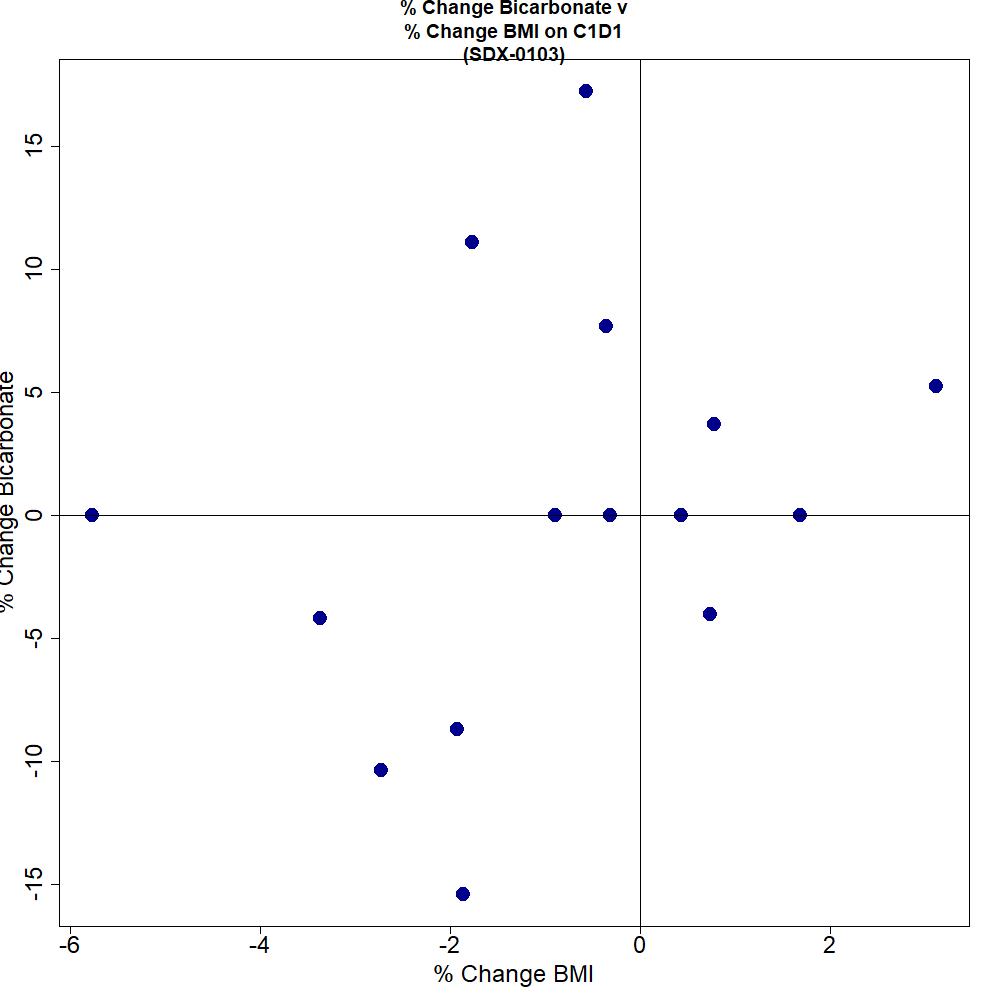 % Change Bicarbonate v
% Change BMI on C1D1
(SDX-0103)
% Change Bicarbonate
15
10
5
0
-5
-10
-15
-6 -4 -2 0 2
% Change BMI